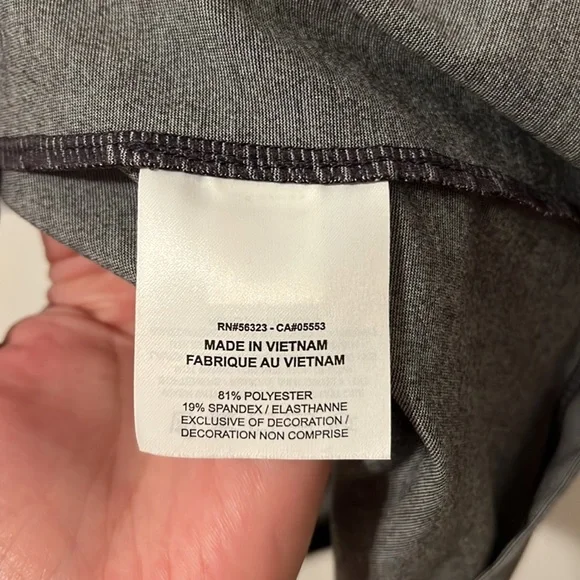 RN#56323 - CA#05553
MADE IN VIETNAM
FABRIQUE AU VIETNAM
81% POLYESTER
19% SPANDEX / ELASTHANNE
EXCLUSIVE OF DECORATION /
DECORATION NON COMPRISE